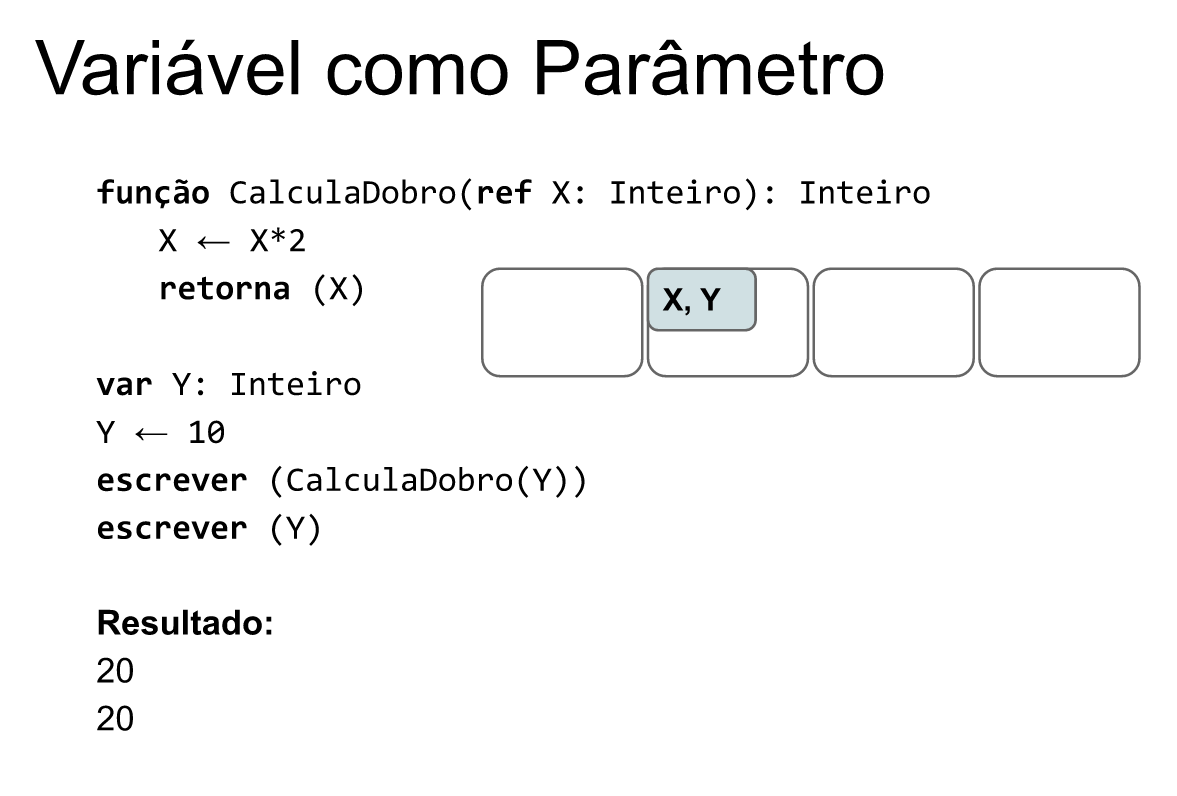 Variável como Parâmetro
função CalculaDobro(ref X: Inteiro): Inteiro
X ← X*2
retorna (X)
X, Y
var Y: Inteiro
Y ← 10
escrever (CalculaDobro(Y))
escrever (Y)
Resultado:
20
20